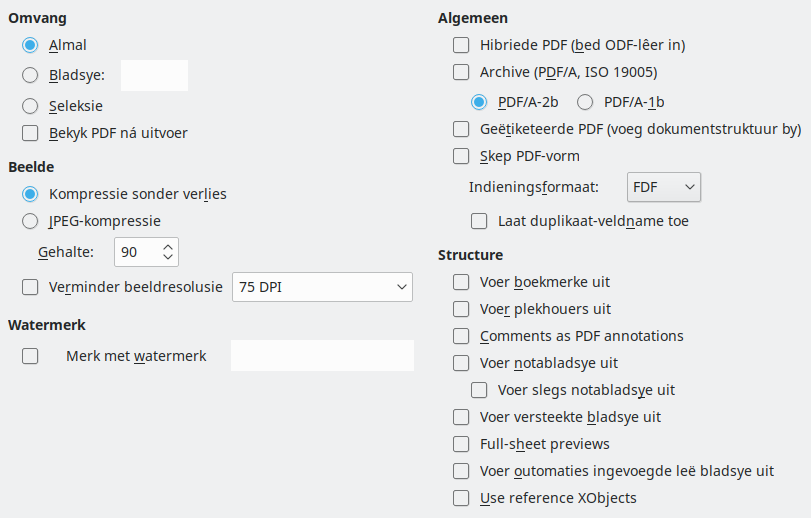 Omvang
Almal
Bladsye:
Seleksie
Bekyk PDF ná uitvoer
Beelde
Kompressie sonder verlies
JPEG-kompressie
Gehalte: 90
Verminder beeldresolusie 75 DPI
Watermerk
Merk met watermerk
Algemeen
Hibriede PDF (bed ODF-lêer in)
Archive (PDF/A, ISO 19005)
PDF/A-2b PDF/A-1b
Geëtiketeerde PDF (voeg dokumentstruktuur by)
Skep PDF-vorm
Indieningsformaat: FDF
Laat duplikaat-veldname toe
Structure
Voer boekmerke uit
Voer plekhouers uit
Comments as PDF annotations
Voer notabladsye uit
Voer slegs notabladsye uit
Voer versteekte bladsye uit
Full-sheet previews
Voer outomaties ingevoegde leë bladsye uit
Use reference XObjects